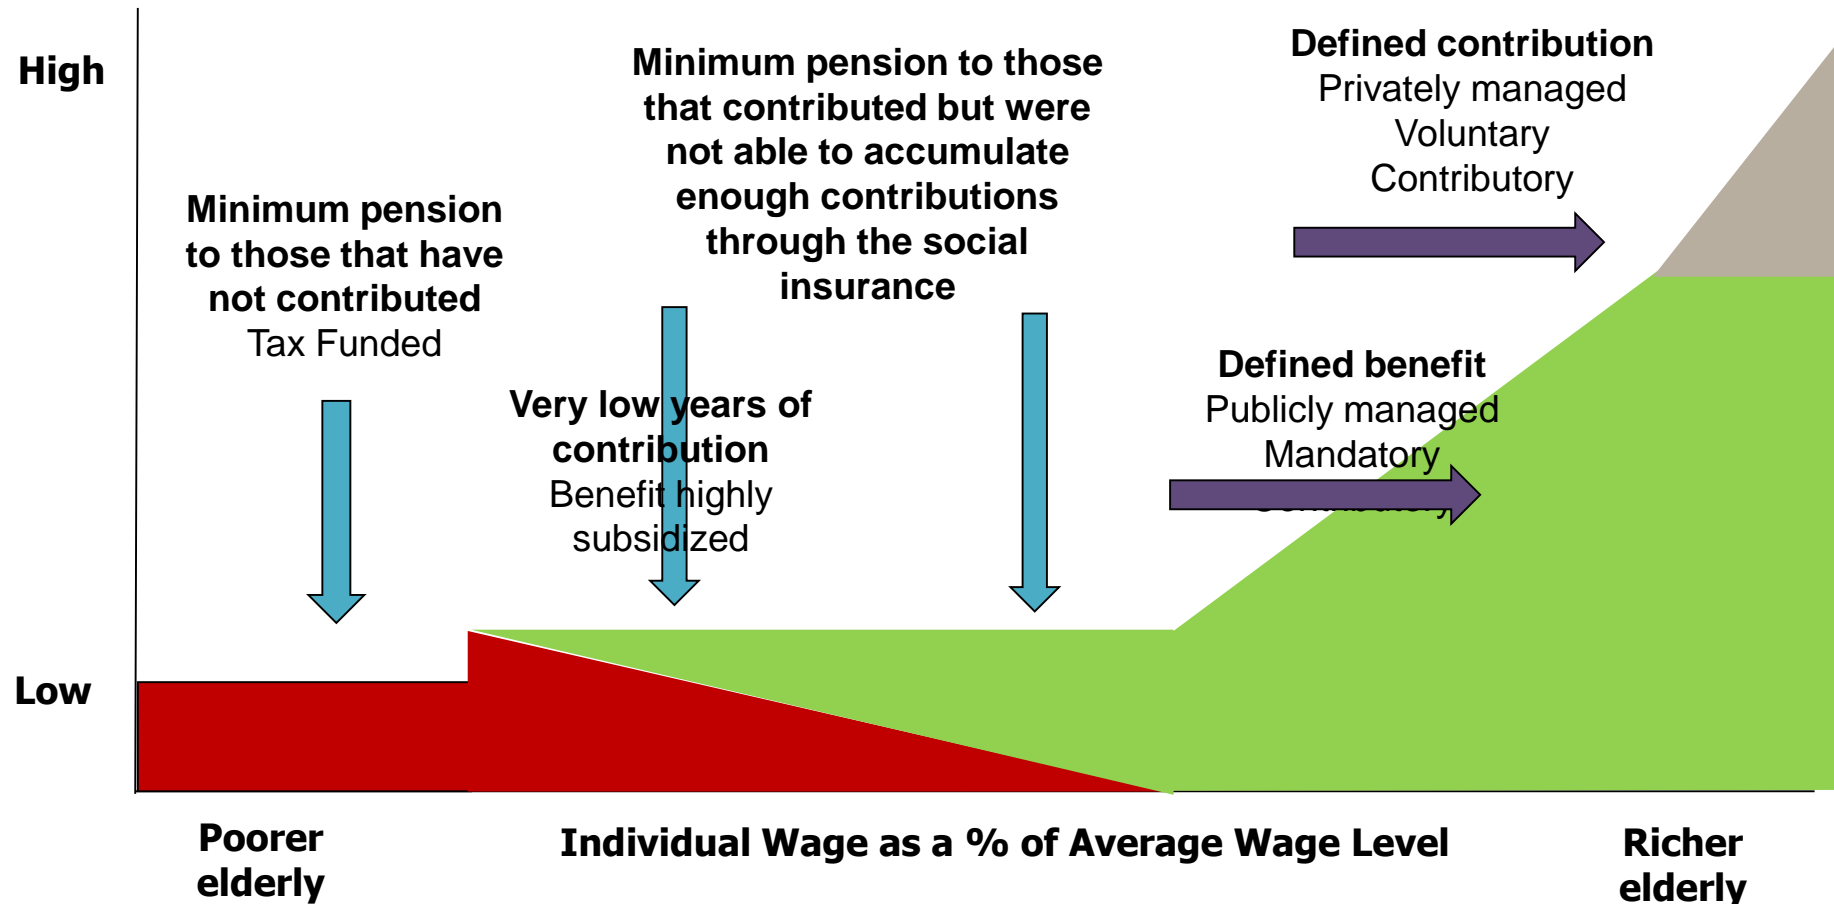 High
Minimum pension
to those that have
not contributed
Tax Funded
Minimum pension to those
that contributed but were
not able to accumulate
enough contributions
through the social
insurance
Very low years of
contribution
Benefit highly
subsidized
Defined contribution
Privately managed
Voluntary
Contributory
Defined benefit
Publicly managed
Mandatory
Contributory
Low
Poorer
elderly
Individual Wage as a % of Average Wage Level
Richer
elderly